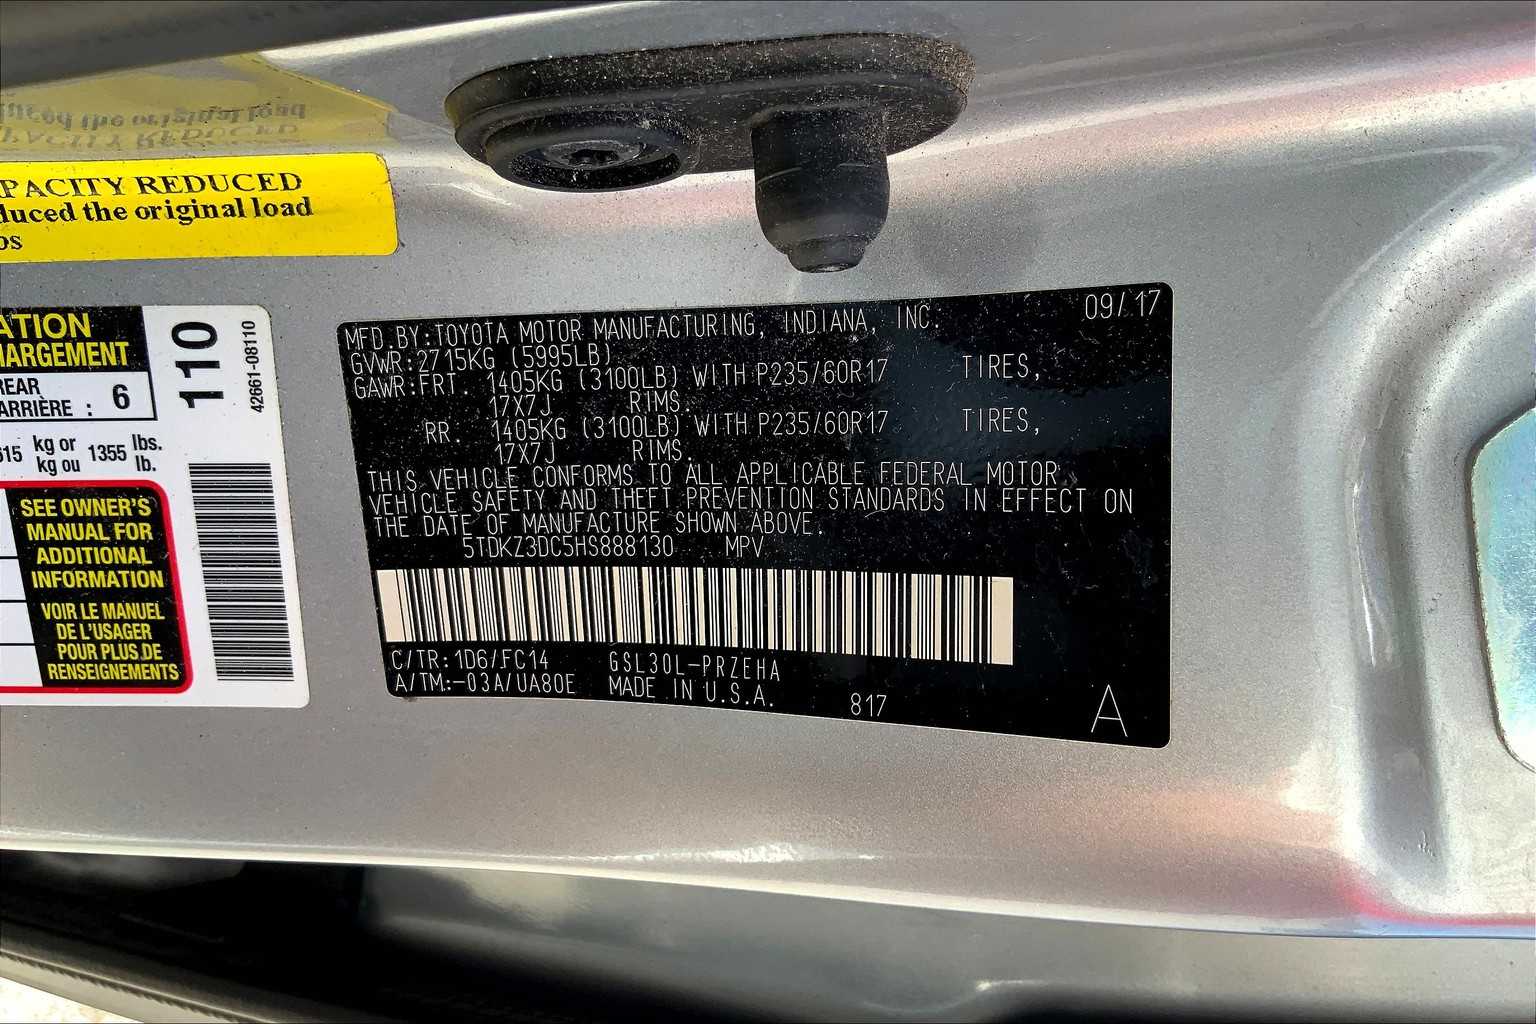 PACITY REDUCED
duced the original load
os
ATION
HARGEMENT
REAR
ARRIÈRE : 6
615 kg or 1355 lbs.
kg ou lb.
SEE OWNER'S
MANUAL FOR
ADDITIONAL
INFORMATION
VOIR LE MANUEL
DE L'USAGER
POUR PLUS DE
RENSEIGNEMENTS
110
42661-08110
09/17
MFD.BY:TOYOTA MOTOR MANUFACTURING, INDIANA, INC.
GVWR:2715KG (5995LB)
GAWR:FRT. 1405KG (3100LB) WITH P235/60R17 TIRES,
17X7J RIMS.
RR. 1405KG (3100LB) WITH P235/60R17 TIRES,
17X7J RIMS.
THIS VEHICLE CONFORMS TO ALL APPLICABLE FEDERAL MOTOR
VEHICLE SAFETY AND THEFT PREVENTION STANDARDS IN EFFECT ON
THE DATE OF MANUFACTURE SHOWN ABOVE.
5TDKZ3DC5HS888130 MPV
C/TR:1D6/FC14 GSL30L-PRZEHA
A/TM:-03A/UA80E MADE IN U.S.A. 817
A